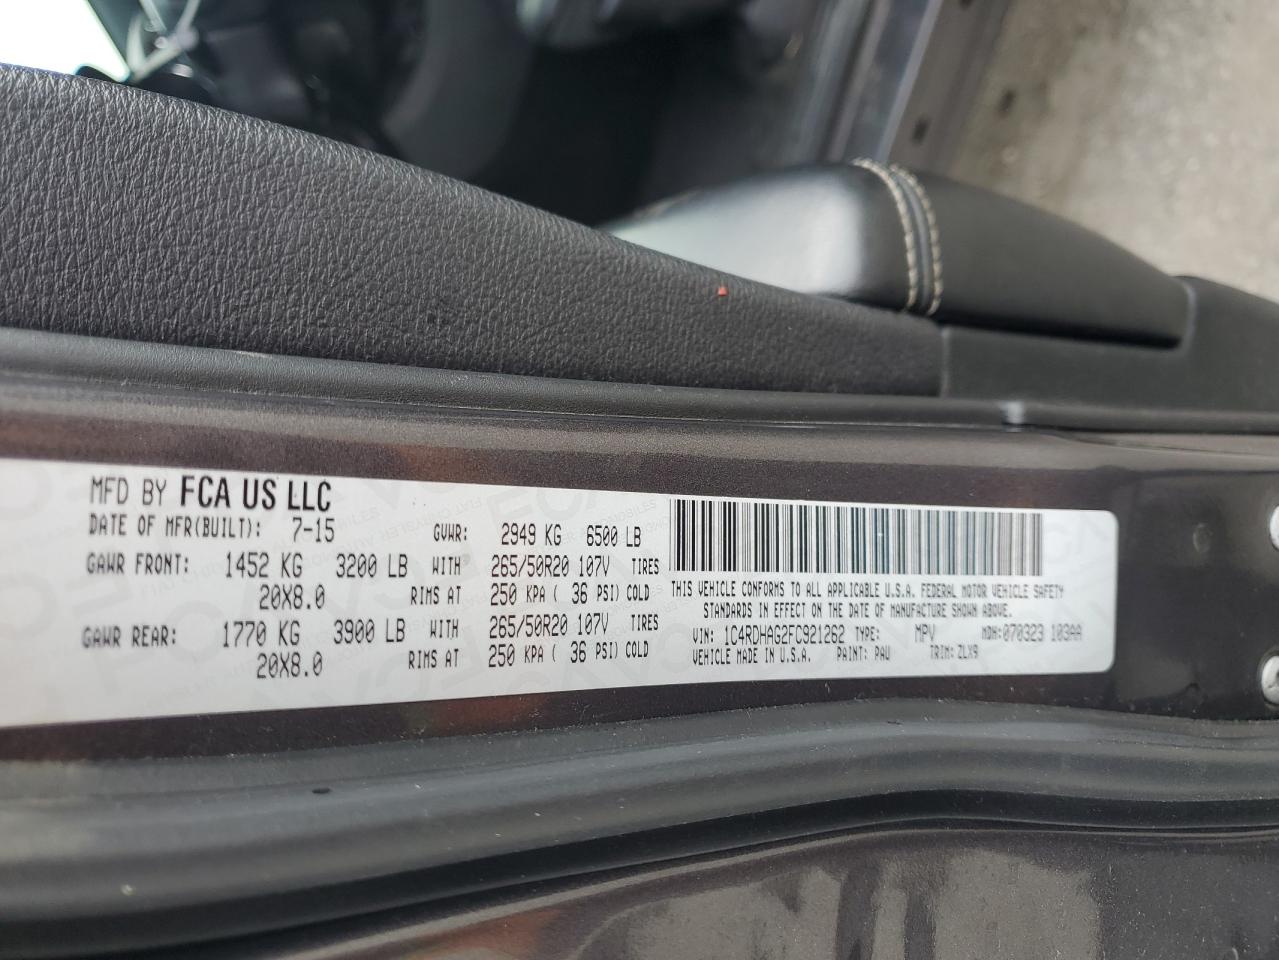 MFD BY FCA US LLC
DATE OF MFR(BUILT): 7-15 GVWR: 2949 KG 6500 LB
GAWR FRONT: 1452 KG 3200 LB WITH 265/50R20 107V TIRES
20X8.0 RIMS AT 250 KPA ( 36 PSI) COLD
GAWR REAR: 1770 KG 3900 LB WITH 265/50R20 107V TIRES
20X8.0 RIMS AT 250 KPA ( 36 PSI) COLD
THIS VEHICLE CONFORMS TO ALL APPLICABLE U.S.A. FEDERAL MOTOR VEHICLE SAFETY
STANDARDS IN EFFECT ON THE DATE OF MANUFACTURE SHOWN ABOVE.
VIN: 1C4RDHAG2FC921262 TYPE: MPV MDH: 070323 103AA
VEHICLE MADE IN U.S.A. PAINT: PAU TRIM: ZLX9